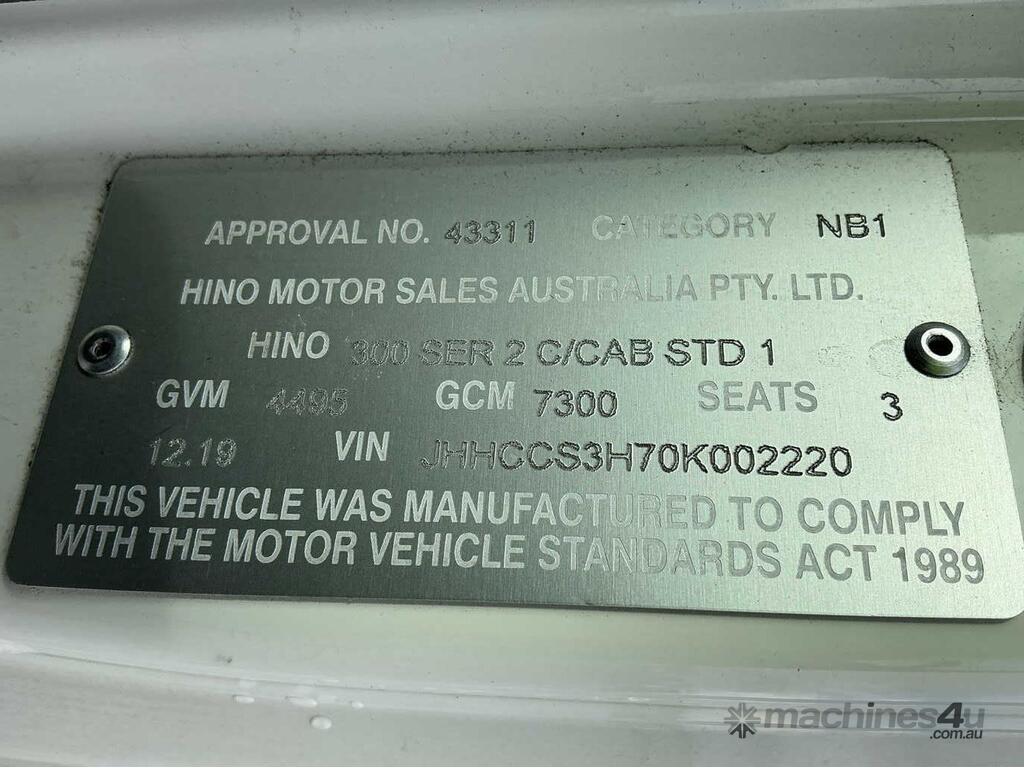 APPROVAL NO. 43311 CATEGORY NB1
HINO MOTOR SALES AUSTRALIA PTY. LTD.
HINO 300 SER 2 C/CAB STD 1
GVM 4495 GCM 7300 SEATS 3
12.19 VIN JHHCCS3H70K002220
THIS VEHICLE WAS MANUFACTURED TO COMPLY
WITH THE MOTOR VEHICLE STANDARDS ACT 1989
machines4u
.com.au